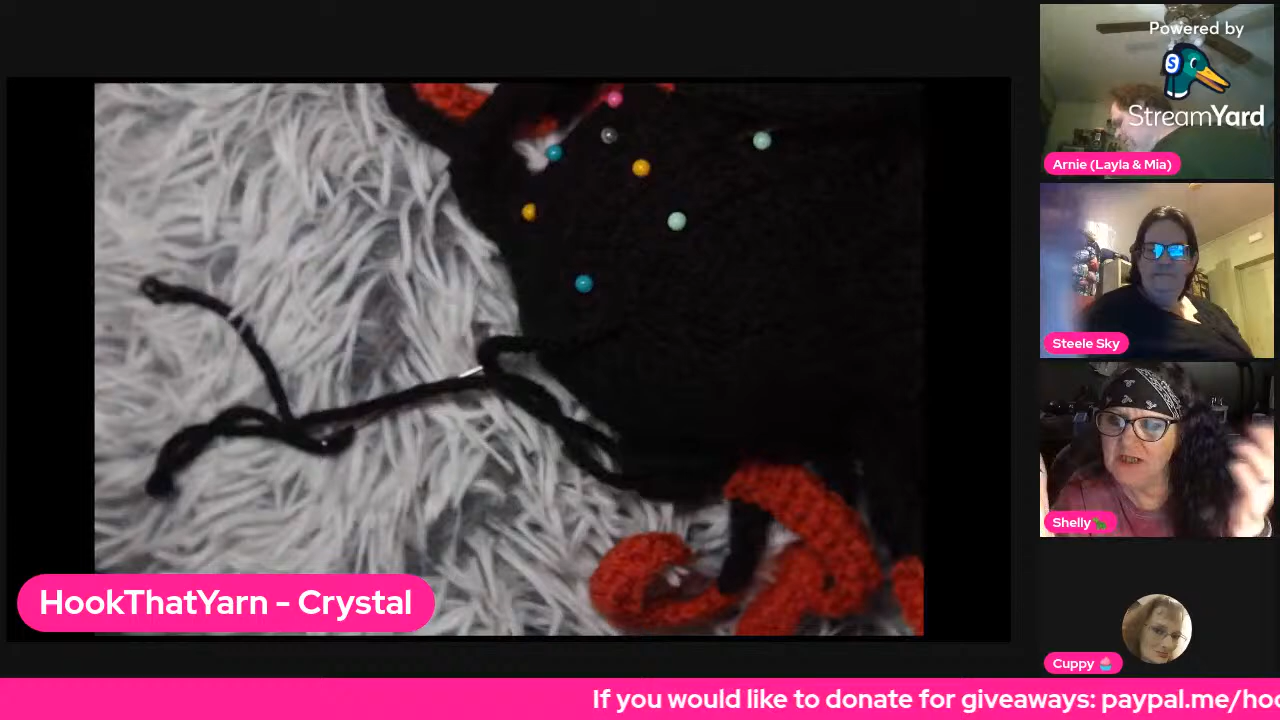 Powered by
StreamYard
Arnie (Layla & Mia)
Steele Sky
Shelly
HookThatYarn - Crystal
Cuppy
If you would like to donate for giveaways: paypal.me/hoo